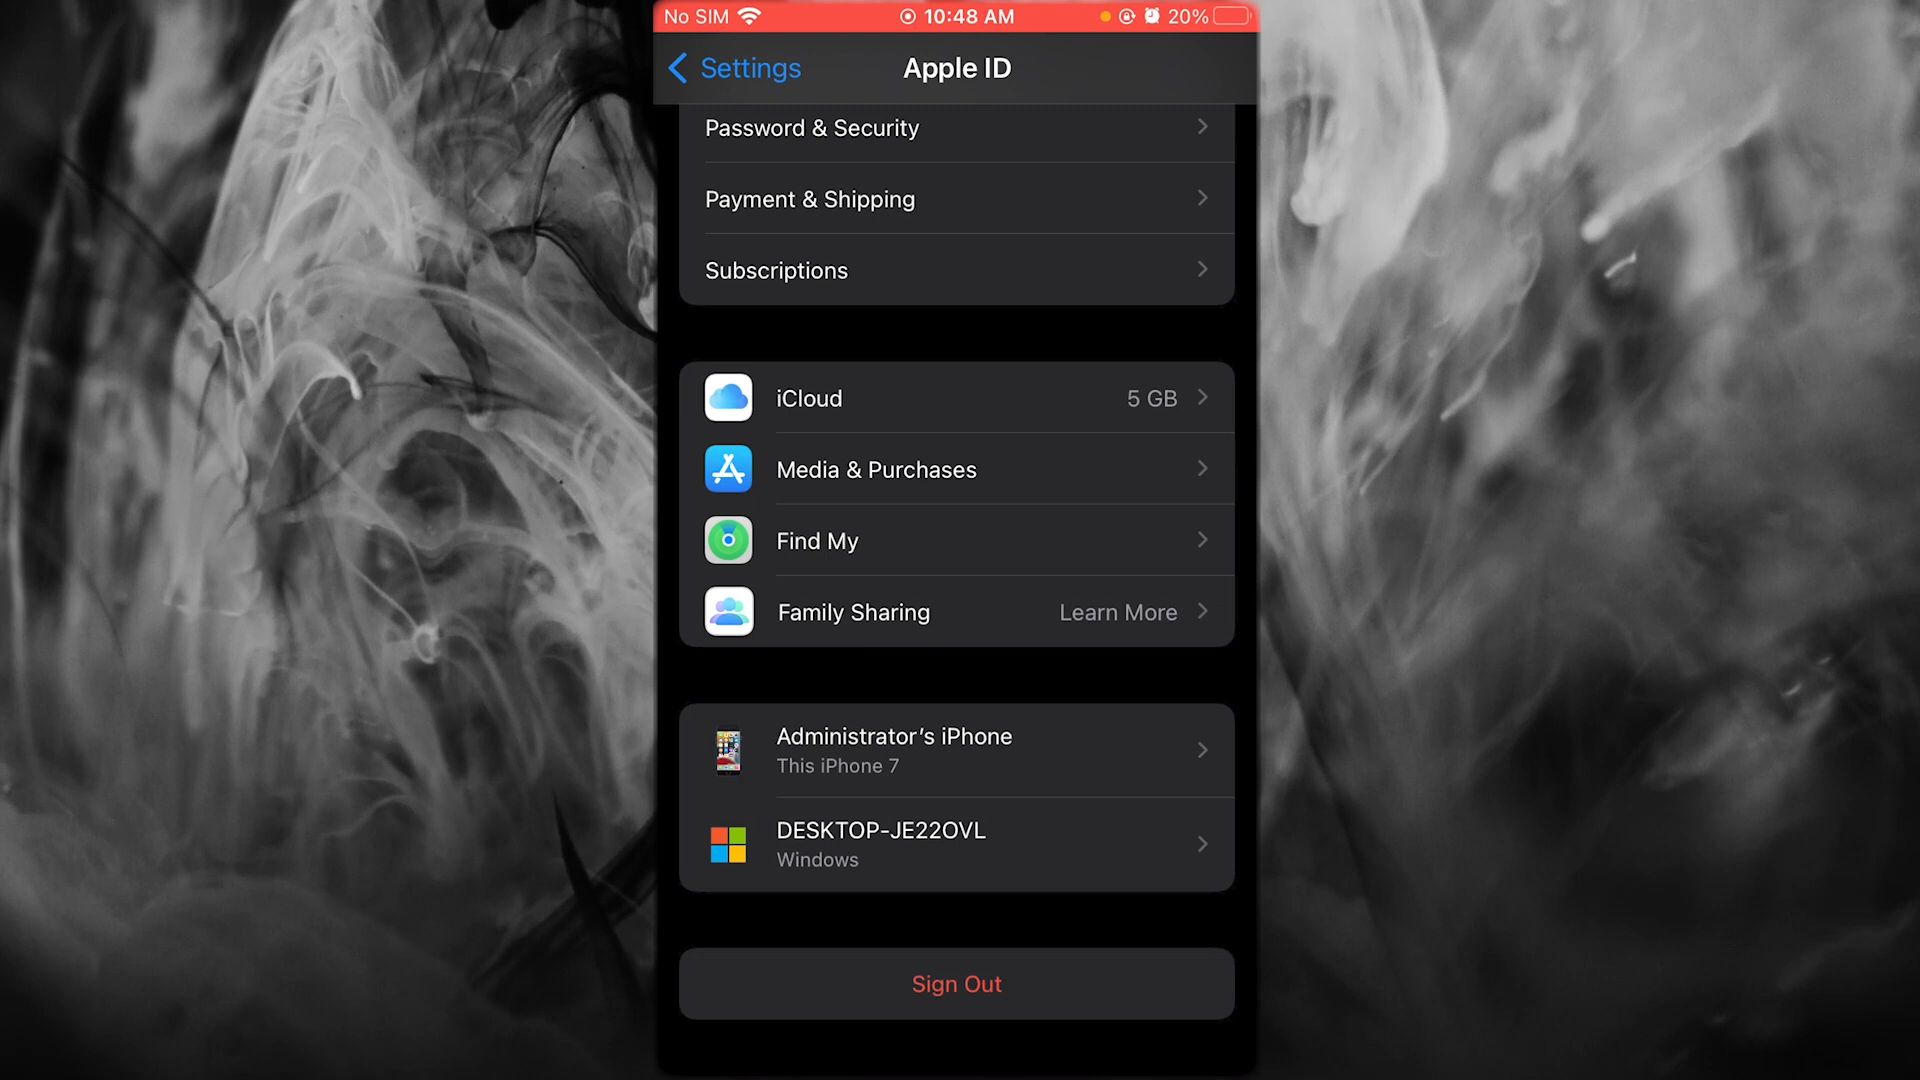 No SIM 10:48 AM 20%
Settings Apple ID
Password & Security
Payment & Shipping
Subscriptions
iCloud 5 GB
Media & Purchases
Find My
Family Sharing Learn More
Administrator's iPhone
This iPhone 7
DESKTOP-JE22OVL
Windows
Sign Out